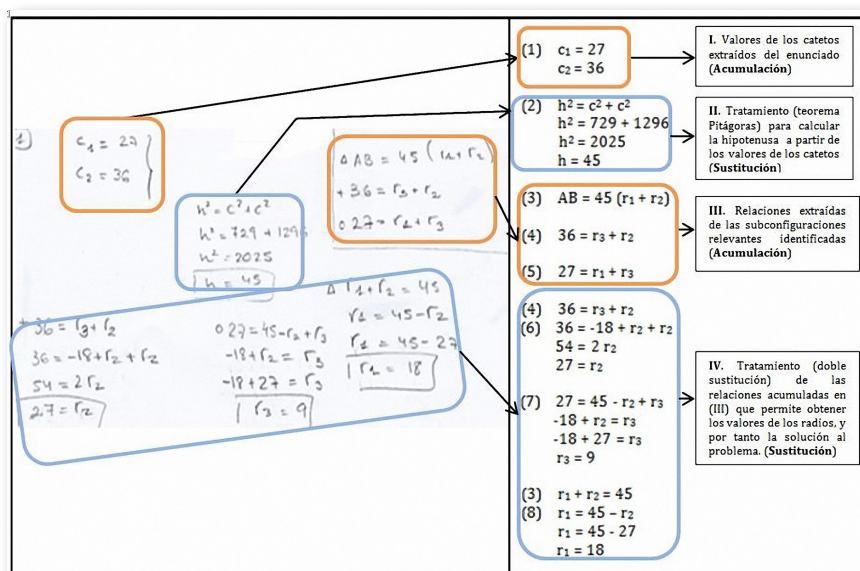 1)
C1 = 27
C2 = 36
h² = c² + c²
h² = 729 + 1296
h² = 2025
h = 45
Δ AB = 45 (r1 + r2)
+ 36 = r3 + r2
o 27 = r1 + r3
+ 36 = r3 + r2
36 = -18 + r2 + r2
54 = 2 r2
27 = r2
o 27 = 45 - r2 + r3
-18 + r2 = r3
-18 + 27 = r3
r3 = 9
Δ r1 + r2 = 45
r1 = 45 - r2
r1 = 45 - 27
r1 = 18
(1) c1 = 27
c2 = 36
(2) h² = c² + c²
h² = 729 + 1296
h² = 2025
h = 45
(3) AB = 45 (r1 + r2)
(4) 36 = r3 + r2
(5) 27 = r1 + r3
(4) 36 = r3 + r2
(6) 36 = -18 + r2 + r2
54 = 2 r2
27 = r2
(7) 27 = 45 - r2 + r3
-18 + r2 = r3
-18 + 27 = r3
r3 = 9
(3) r1 + r2 = 45
(8) r1 = 45 - r2
r1 = 45 - 27
r1 = 18
I. Valores de los catetos
extraídos del enunciado
(Acumulación)
II. Tratamiento (teorema
Pitágoras) para calcular
la hipotenusa a partir
de los valores de los catetos
(Sustitución)
III. Relaciones extraídas
de las subconfiguraciones
relevantes identificadas
(Acumulación)
IV. Tratamiento (doble
sustitución) de las
relaciones acumuladas en
(III) que permite obtener
los valores de los radios, y
por tanto la solución al
problema. (Sustitución)